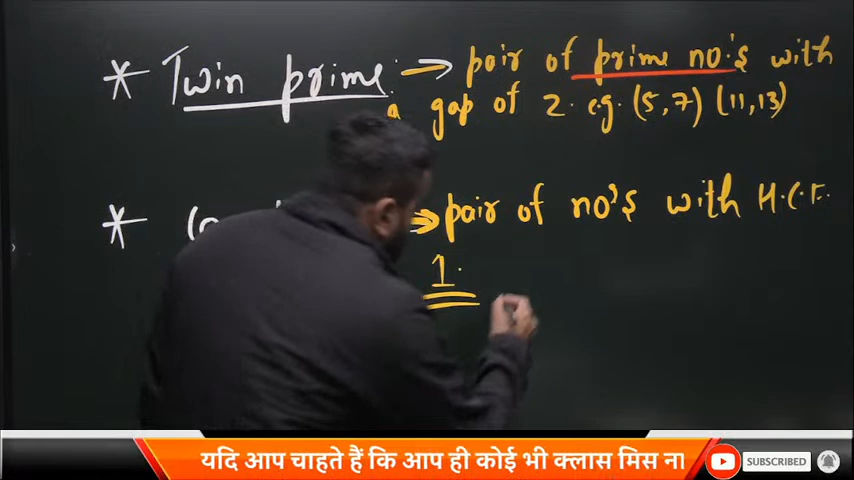 * Twin prime → pair of prime no's with
a gap of 2. e.g. (5,7) (11,13)
* → pair of no's with H.C.F.
1.
यदि आप चाहते हैं कि आप ही कोई भी क्लास मिस ना
SUBSCRIBED